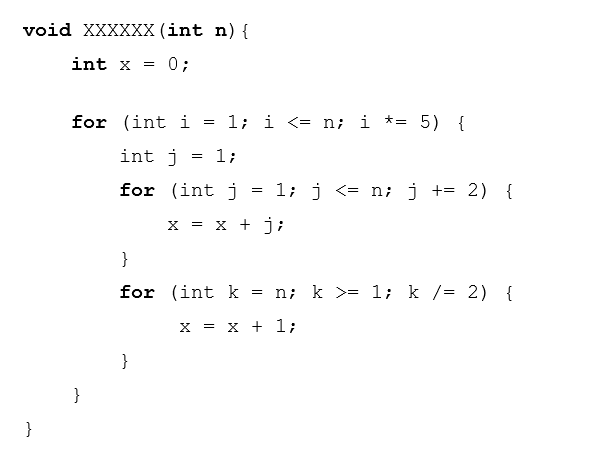 void XXXXXX(int n){
int x = 0;
for (int i = 1; i <= n; i *= 5) {
int j = 1;
for (int j = 1; j <= n; j += 2) {
x = x + j;
}
for (int k = n; k >= 1; k /= 2) {
x = x + 1;
}
}
}